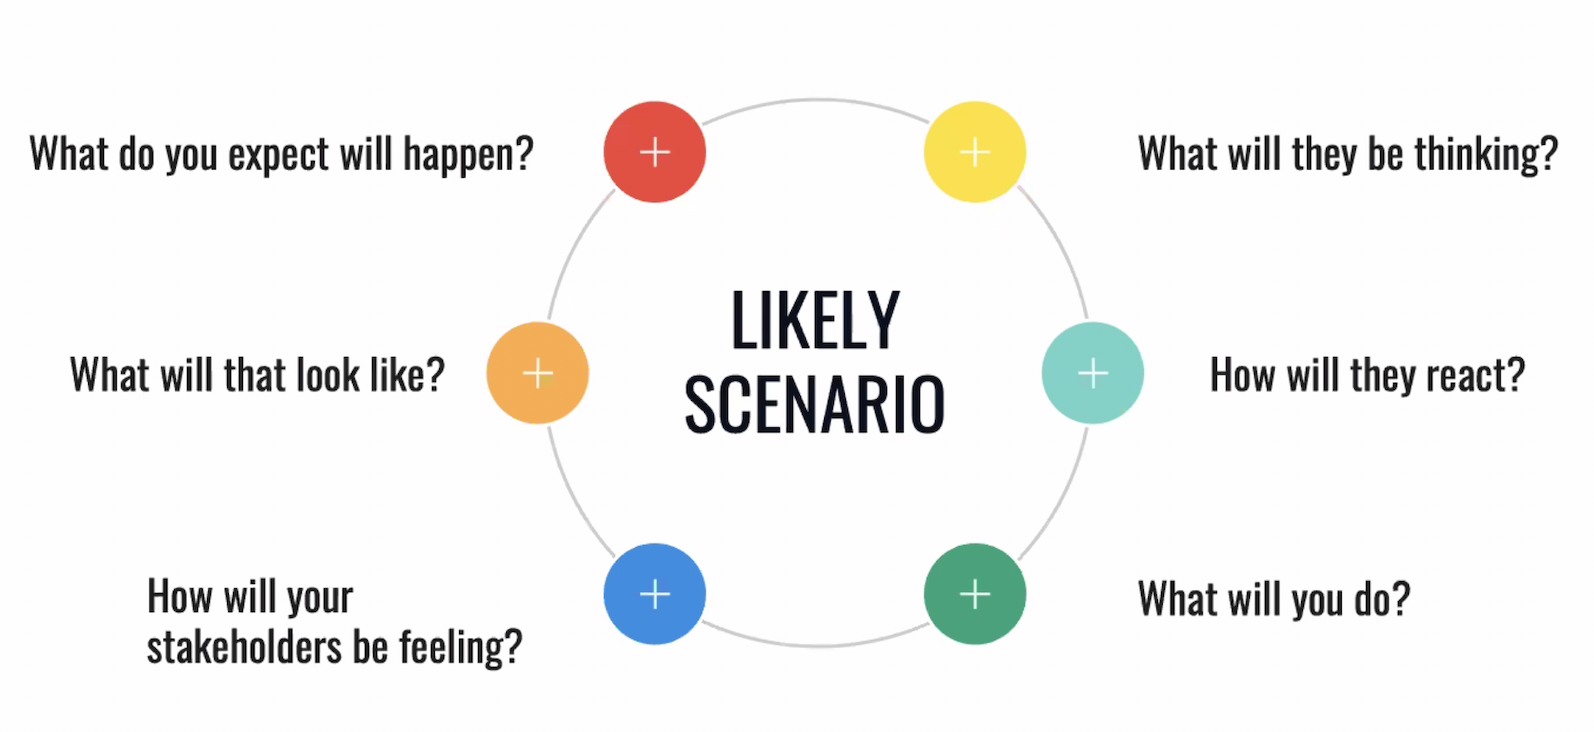 What do you expect will happen?
What will that look like?
How will your
stakeholders be feeling?
LIKELY
SCENARIO
What will they be thinking?
How will they react?
What will you do?